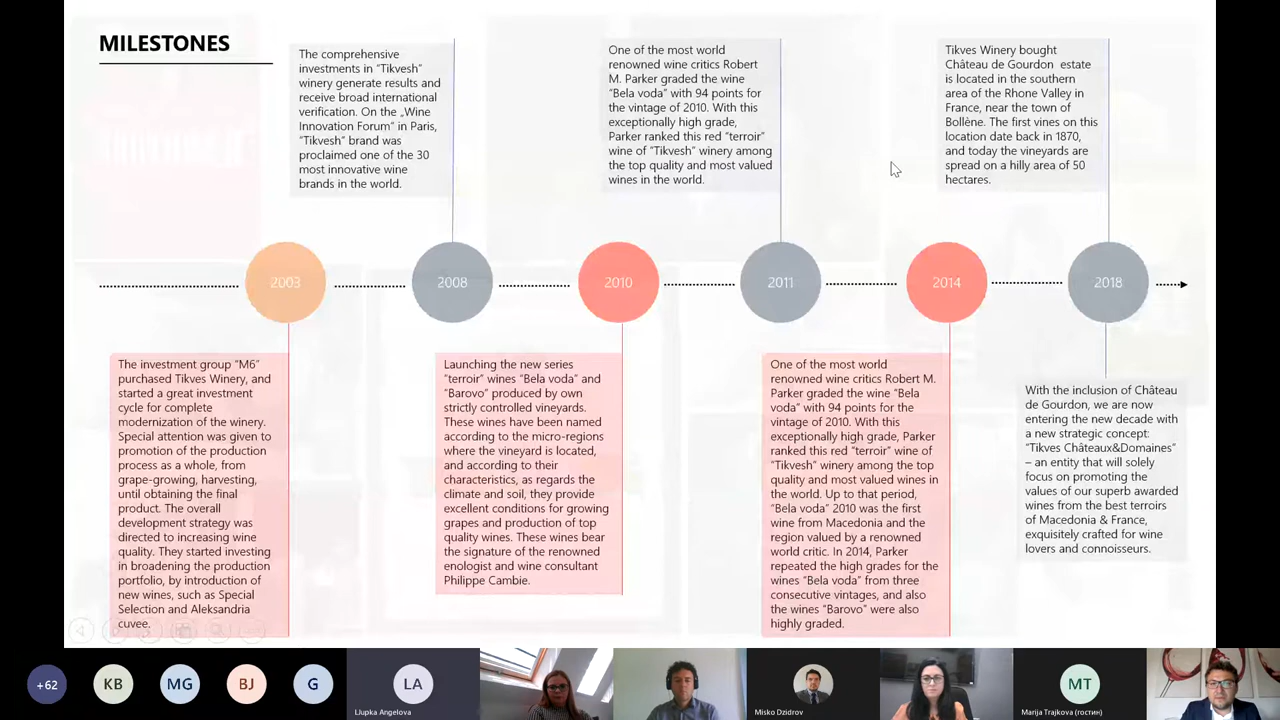 MILESTONES
The comprehensive
investments in "Tikvesh"
winery generate results and
receive broad international
verification. On the „Wine
Innovation Forum" in Paris,
"Tikvesh" brand was
proclaimed one of the 30
most innovative wine
brands in the world.
One of the most world
renowned wine critics Robert
M. Parker graded the wine
"Bela voda" with 94 points for
the vintage of 2010. With this
exceptionally high grade,
Parker ranked this red "terroir"
wine of "Tikvesh" winery among
the top quality and most valued
wines in the world.
Tikves Winery bought
Château de Gourdon estate
is located in the southern
area of the Rhone Valley in
France, near the town of
Bollène. The first vines on this
location date back in 1870,
and today the vineyards are
spread on a hilly area of 50
hectares.
2003
2008
2010
2011
2014
2018
The investment group "M6"
purchased Tikves Winery, and
started a great investment
cycle for complete
modernization of the winery.
Special attention was given to
promotion of the production
process as a whole, from
grape-growing, harvesting,
until obtaining the final
product. The overall
development strategy was
directed to increasing wine
quality. They started investing
in broadening the production
portfolio, by introduction of
new wines, such as Special
Selection and Aleksandria
cuvee.
Launching the new series
"terroir" wines "Bela voda" and
"Barovo" produced by own
strictly controlled vineyards.
These wines have been named
according to the micro-regions
where the vineyard is located,
and according to their
characteristics, as regards the
climate and soil, they provide
excellent conditions for growing
grapes and production of top
quality wines. These wines bear
the signature of the renowned
enologist and wine consultant
Philippe Cambie.
One of the most world
renowned wine critics Robert M.
Parker graded the wine "Bela
voda" with 94 points for the
vintage of 2010. With this
exceptionally high grade, Parker
ranked this red "terroir" wine of
"Tikvesh" winery among the top
quality and most valued wines in
the world. Up to that period,
"Bela voda" 2010 was the first
wine from Macedonia and the
region valued by a renowned
world critic. In 2014, Parker
repeated the high grades for the
wines "Bela voda" from three
consecutive vintages, and also
the wines "Barovo" were also
highly graded.
With the inclusion of Château
de Gourdon, we are now
entering the new decade with
a new strategic concept:
"Tikves Châteaux&Domaines"
– an entity that will solely
focus on promoting the
values of our superb awarded
wines from the best terroirs
of Macedonia & France,
exquisitely crafted for wine
lovers and connoisseurs.
+62
KB
MG
BJ
G
LA
Ljupka Angelova
Misko Dzidrov
MT
Marija Trajkova (гостин)